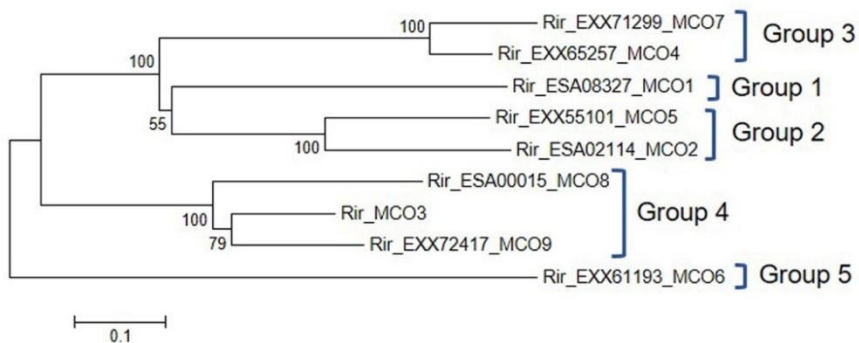 100
Rir_EXX71299_MCO7
Group 3
Rir_EXX65257_MCO4
100
Rir_ESA08327_MCO1
Group 1
55
Rir_EXX55101_MCO5
Group 2
100
Rir_ESA02114_MCO2
Rir_ESA00015_MCO8
Group 4
100
Rir_MCO3
79
Rir_EXX72417_MCO9
Rir_EXX61193_MCO6
Group 5
0.1